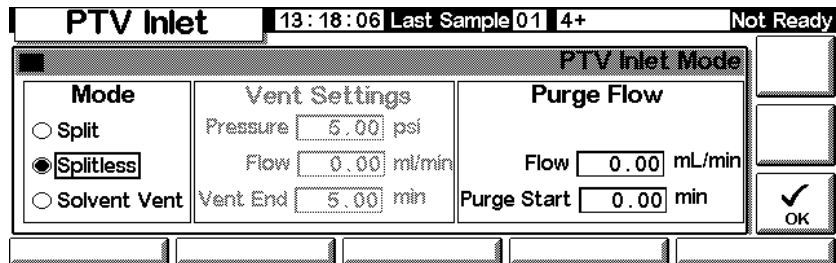 PTV Inlet
13:18:06 Last Sample 01 4+ Not Ready
PTV Inlet Mode
Mode
Split
Splitless
Solvent Vent
Vent Settings
Pressure 5.00 psi
Flow 0.00 ml/min
Vent End 5.00 min
Purge Flow
Flow 0.00 mL/min
Purge Start 0.00 min
OK